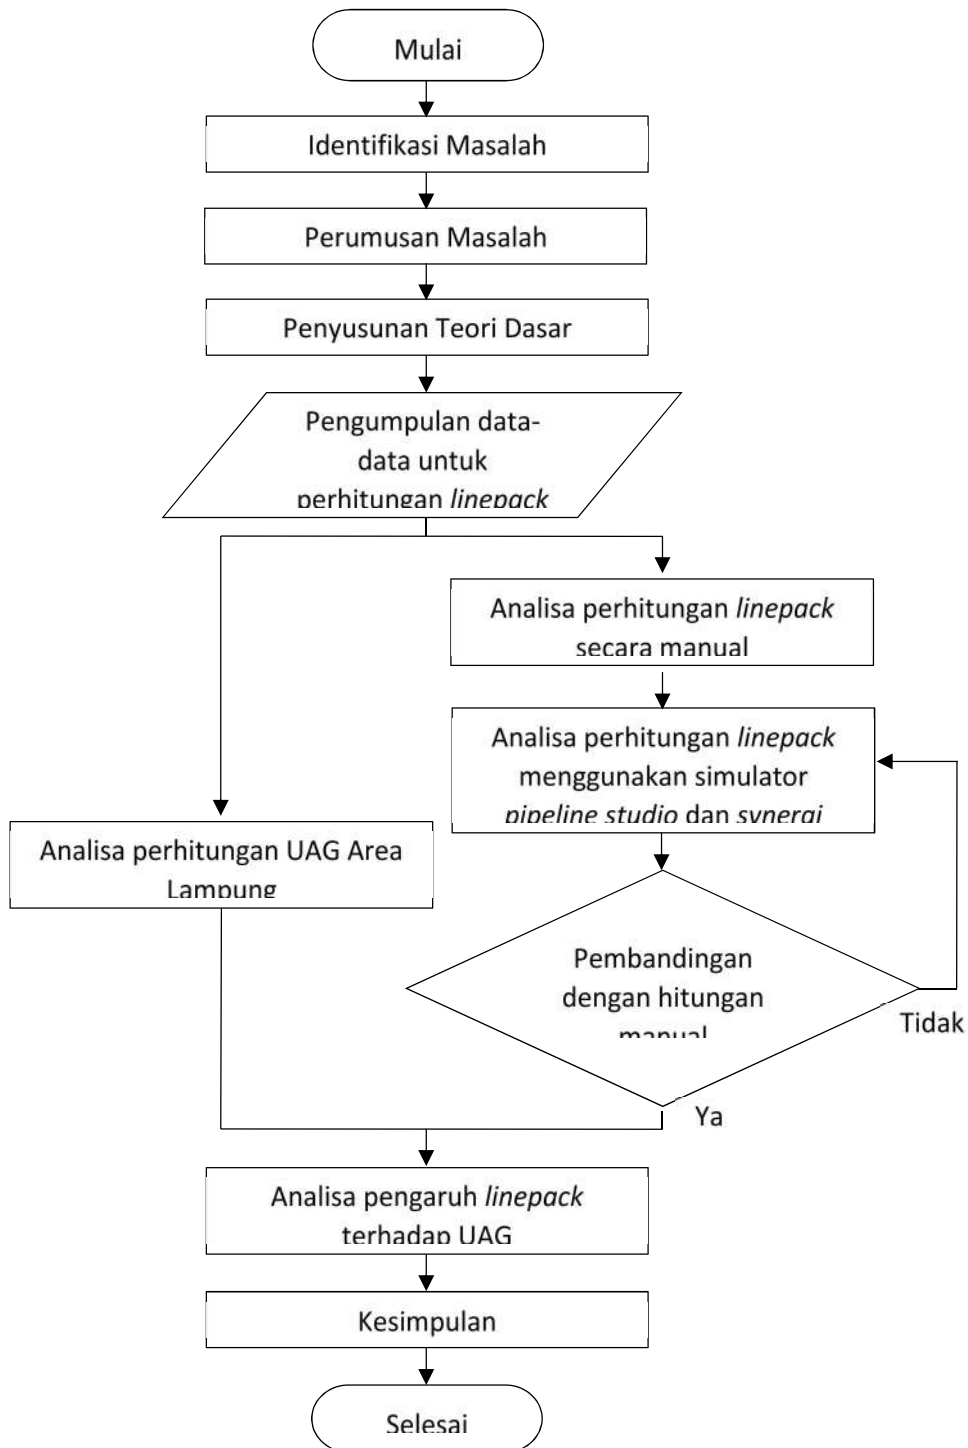 Mulai
Identifikasi Masalah
Perumusan Masalah
Penyusunan Teori Dasar
Pengumpulan data-
data untuk
perhitungan linepack
Analisa perhitungan linepack
secara manual
Analisa perhitungan linepack
menggunakan simulator
pipeline studio dan synergi
Analisa perhitungan UAG Area
Lampung
Pembandingan
dengan hitungan
manual
Tidak
Ya
Analisa pengaruh linepack
terhadap UAG
Kesimpulan
Selesai